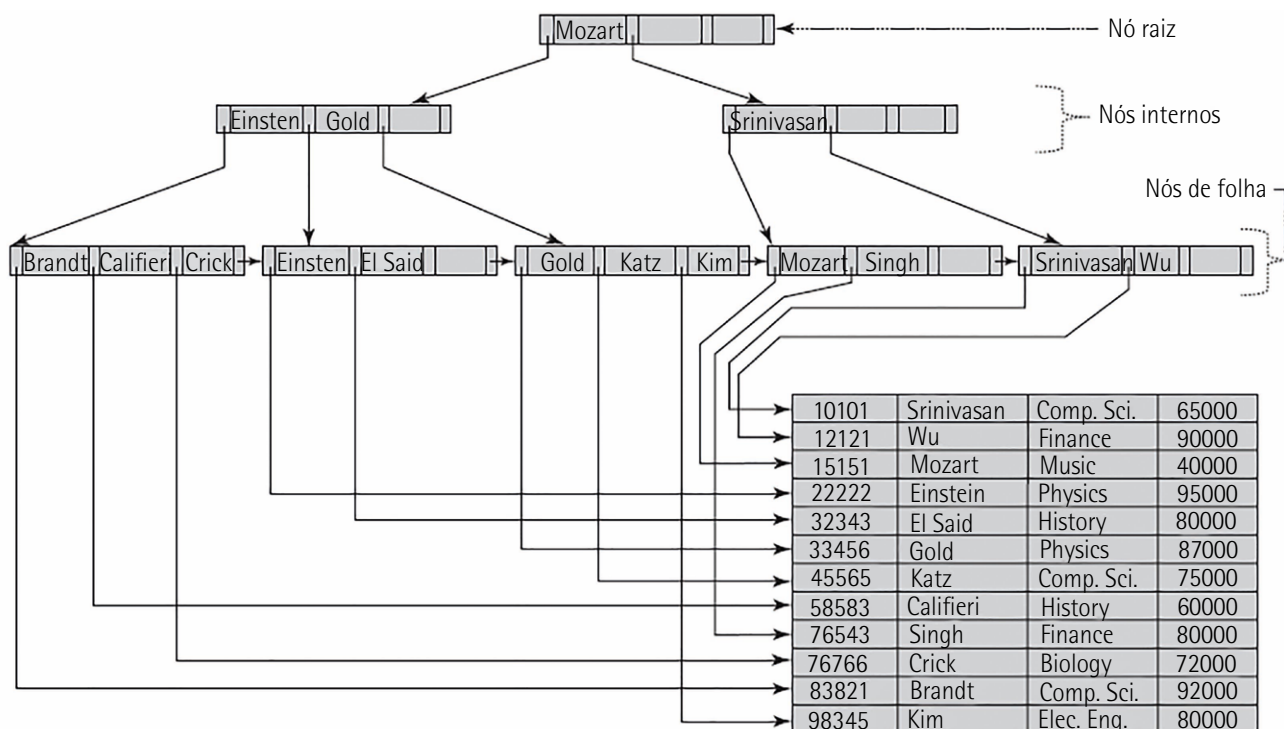 Mozart
Nó raiz
Einsten Gold
Srinivasan
Nós internos
Nós de folha
Brandt Califieri Crick
Einsten El Said
Gold Katz Kim
Mozart Singh
Srinivasan Wu
10101 Srinivasan Comp. Sci. 65000
12121 Wu Finance 90000
15151 Mozart Music 40000
22222 Einstein Physics 95000
32343 El Said History 80000
33456 Gold Physics 87000
45565 Katz Comp. Sci. 75000
58583 Califieri History 60000
76543 Singh Finance 80000
76766 Crick Biology 72000
83821 Brandt Comp. Sci. 92000
98345 Kim Elec. Eng. 80000